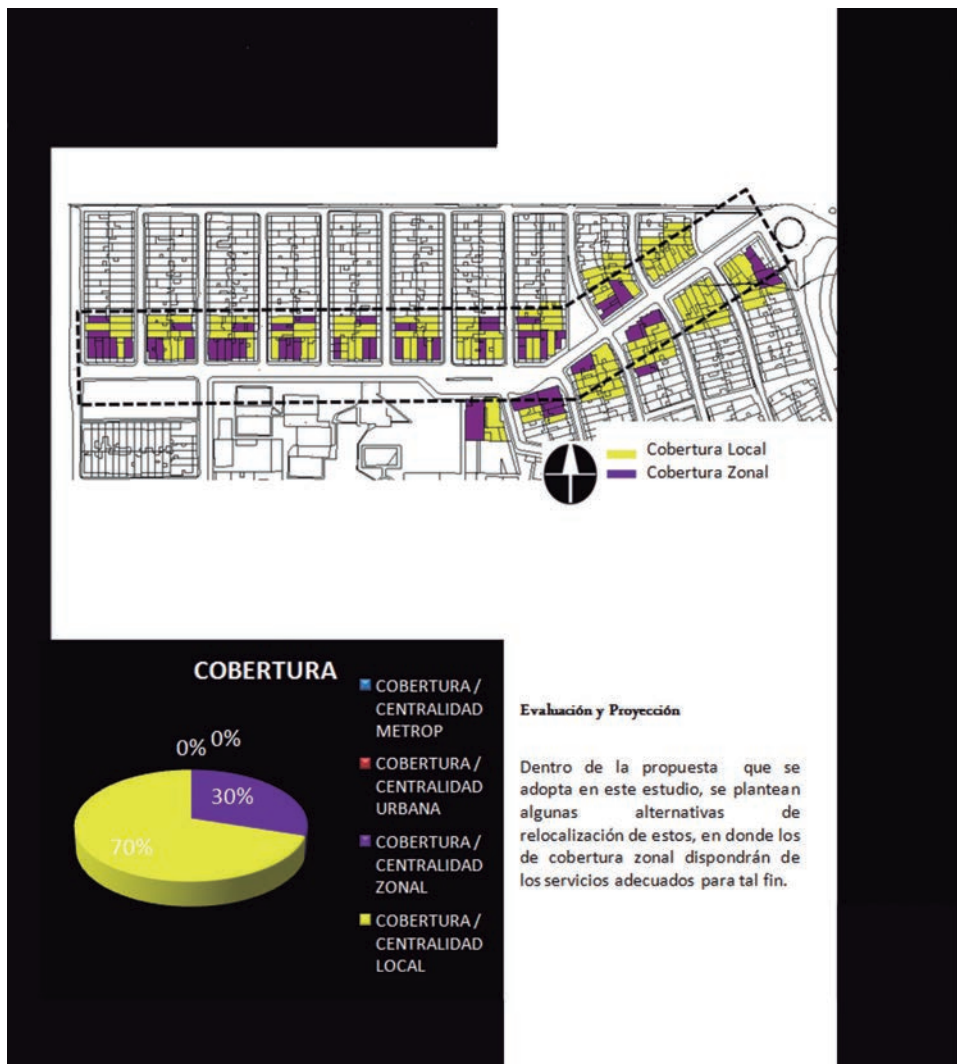 Cobertura Local
Cobertura Zonal
COBERTURA
COBERTURA /
CENTRALIDAD
METROP
COBERTURA /
CENTRALIDAD
URBANA
COBERTURA /
CENTRALIDAD
ZONAL
COBERTURA /
CENTRALIDAD
LOCAL
0% 0%
30%
70%
Evaluación y Proyección
Dentro de la propuesta que se
adopta en este estudio, se plantean
algunas alternativas de
relocalización de estos, en donde los
de cobertura zonal dispondrán de
los servicios adecuados para tal fin.